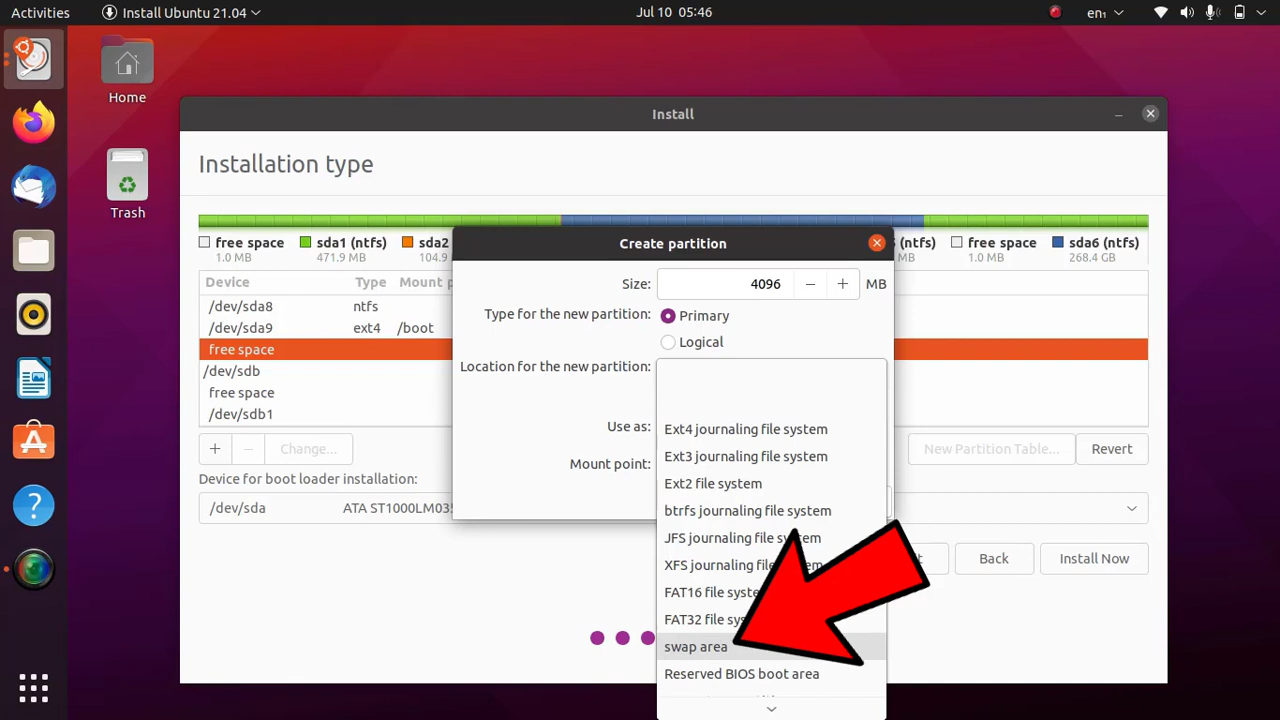 Activities
Install Ubuntu 21.04
Jul 10 05:46
en₁
Home
Trash
Install
Installation type
free space
1.0 MB
sda1 (ntfs)
471.9 MB
sda2
104.9
(ntfs)
free space
1.0 MB
sda6 (ntfs)
268.4 GB
Device Type Mount
/dev/sda8 ntfs
/dev/sda9 ext4 /boot
free space
/dev/sdb
free space
/dev/sdb1
+ − Change...
New Partition Table... Revert
Device for boot loader installation:
/dev/sda ATA
Back Install Now
Create partition
Size: 4096 − + MB
Type for the new partition: Primary
Logical
Location for the new partition:
Use as:
Mount point:
Ext4 journaling file system
Ext3 journaling file system
Ext2 file system
btrfs journaling file system
JFS journaling file system
XFS journaling file
FAT16 file
FAT32 file
swap area
Reserved BIOS boot area